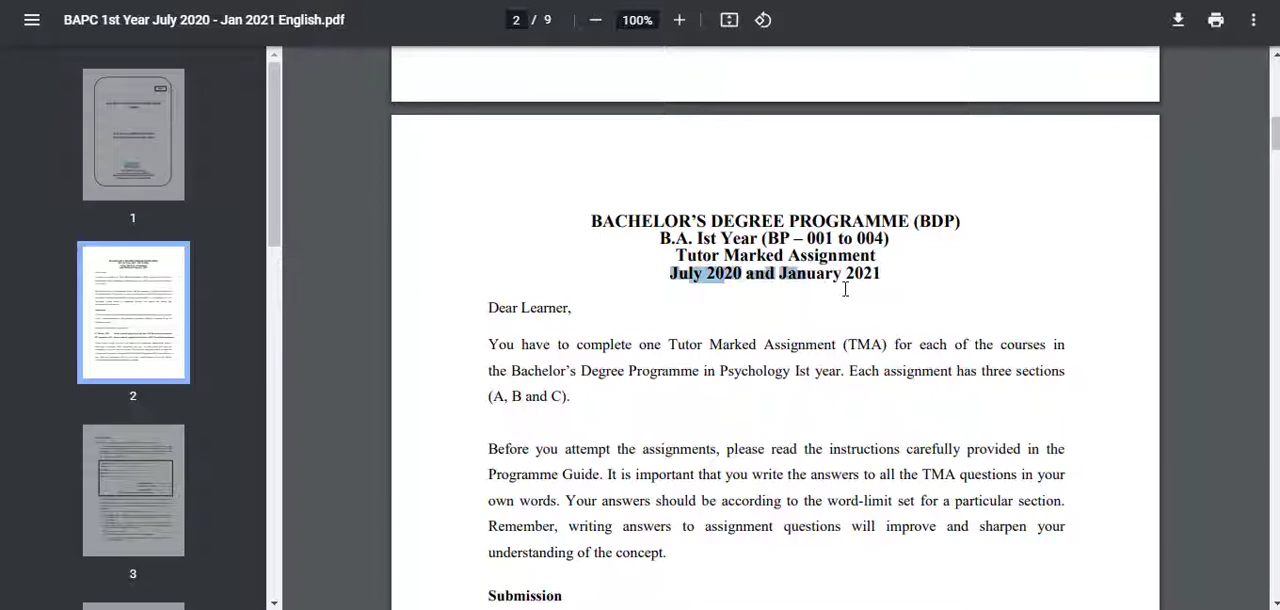 BAPC 1st Year July 2020 - Jan 2021 English.pdf
2 / 9
100%
1
2
3
BACHELOR’S DEGREE PROGRAMME (BDP)
B.A. Ist Year (BP – 001 to 004)
Tutor Marked Assignment
July 2020 and January 2021
Dear Learner,
You have to complete one Tutor Marked Assignment (TMA) for each of the courses in
the Bachelor’s Degree Programme in Psychology Ist year. Each assignment has three sections
(A, B and C).
Before you attempt the assignments, please read the instructions carefully provided in the
Programme Guide. It is important that you write the answers to all the TMA questions in your
own words. Your answers should be according to the word-limit set for a particular section.
Remember, writing answers to assignment questions will improve and sharpen your
understanding of the concept.
Submission